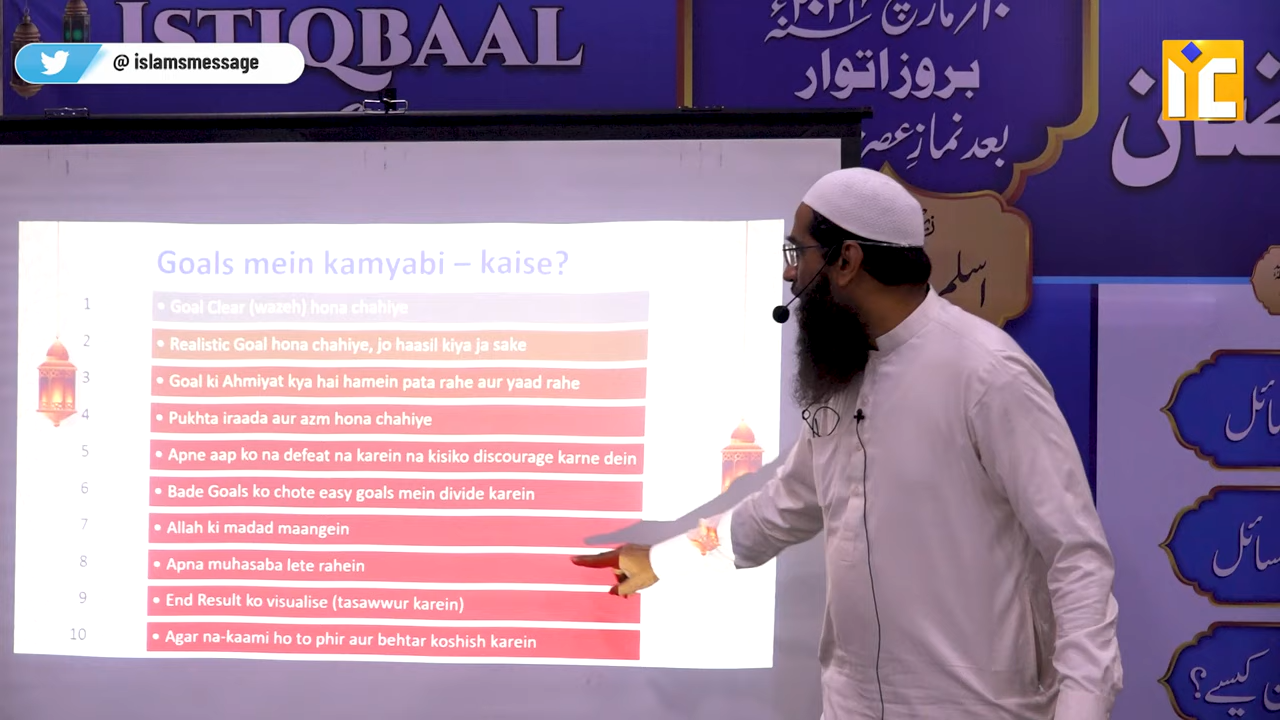 ISTIQBAAL
@ islamsmessage
۱۰/مارچ ۲۰۲۴
بروز اتوار
بعد نمازِ عصر
IYC
Goals mein kamyabi – kaise?
1 • Goal Clear (wazeh) hona chahiye
2 • Realistic Goal hona chahiye, jo haasil kiya ja sake
3 • Goal ki Ahmiyat kya hai hamein pata rahe aur yaad rahe
4 • Pukhta iraada aur azm hona chahiye
5 • Apne aap ko na defeat na karein na kisiko discourage karne dein
6 • Bade Goals ko chote easy goals mein divide karein
7 • Allah ki madad maangein
8 • Apna muhasaba lete rahein
9 • End Result ko visualise (tasawwur karein)
10 • Agar na-kaami ho to phir aur behtar koshish karein
کیسے؟